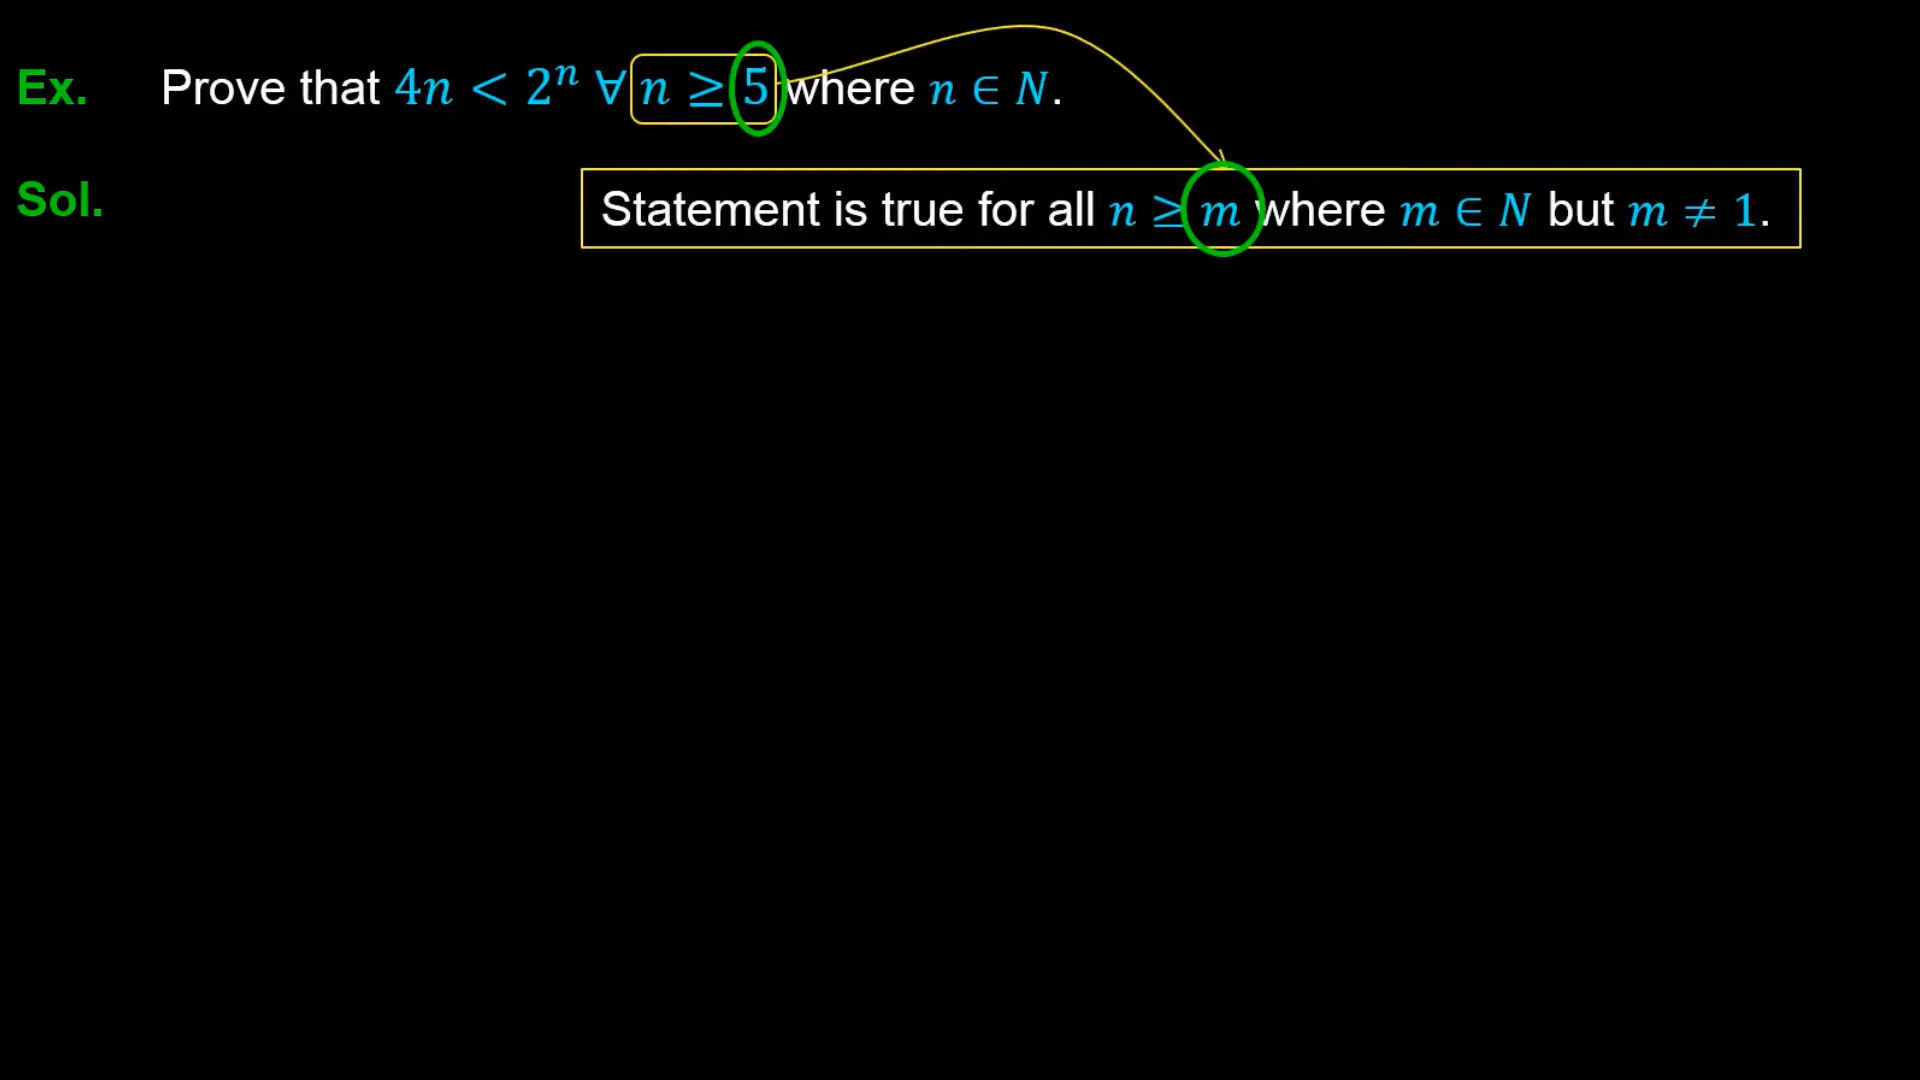 Ex. Prove that 4n < 2ⁿ ∀ n ≥ 5 where n ∈ N.
Sol. Statement is true for all n ≥ m where m ∈ N but m ≠ 1.